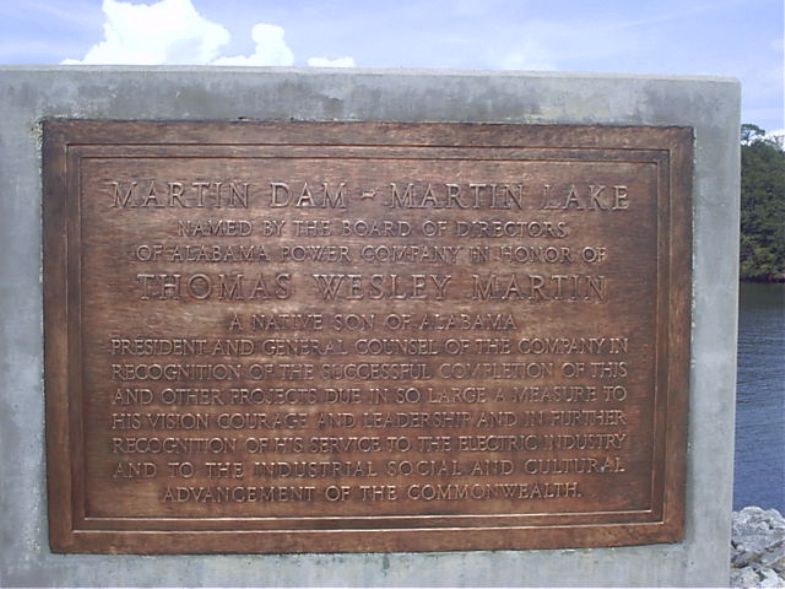 MARTIN DAM - MARTIN LAKE
NAMED BY THE BOARD OF DIRECTORS
OF ALABAMA POWER COMPANY IN HONOR OF
THOMAS WESLEY MARTIN
A NATIVE SON OF ALABAMA
PRESIDENT AND GENERAL COUNSEL OF THE COMPANY IN
RECOGNITION OF THE SUCCESSFUL COMPLETION OF THIS
AND OTHER PROJECTS DUE IN SO LARGE A MEASURE TO
HIS VISION COURAGE AND LEADERSHIP AND IN FURTHER
RECOGNITION OF HIS SERVICE TO THE ELECTRIC INDUSTRY
AND TO THE INDUSTRIAL SOCIAL AND CULTURAL
ADVANCEMENT OF THE COMMONWEALTH.